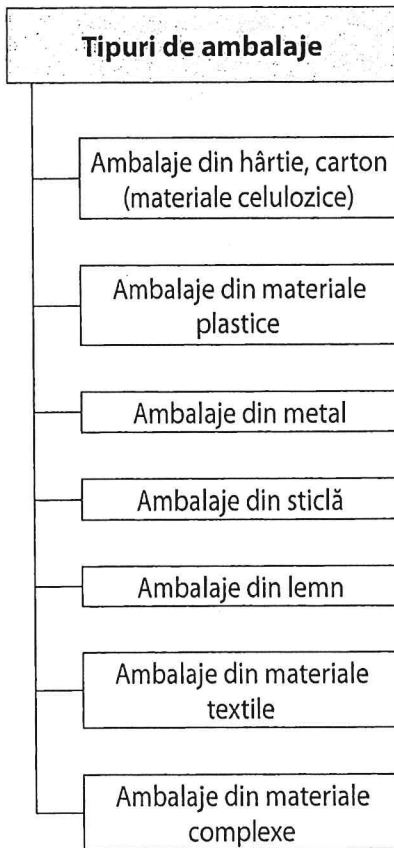 Tipuri de ambalaje
Ambalaje din hârtie, carton
(materiale celulozice)
Ambalaje din materiale
plastice
Ambalaje din metal
Ambalaje din sticlă
Ambalaje din lemn
Ambalaje din materiale
textile
Ambalaje din materiale
complexe